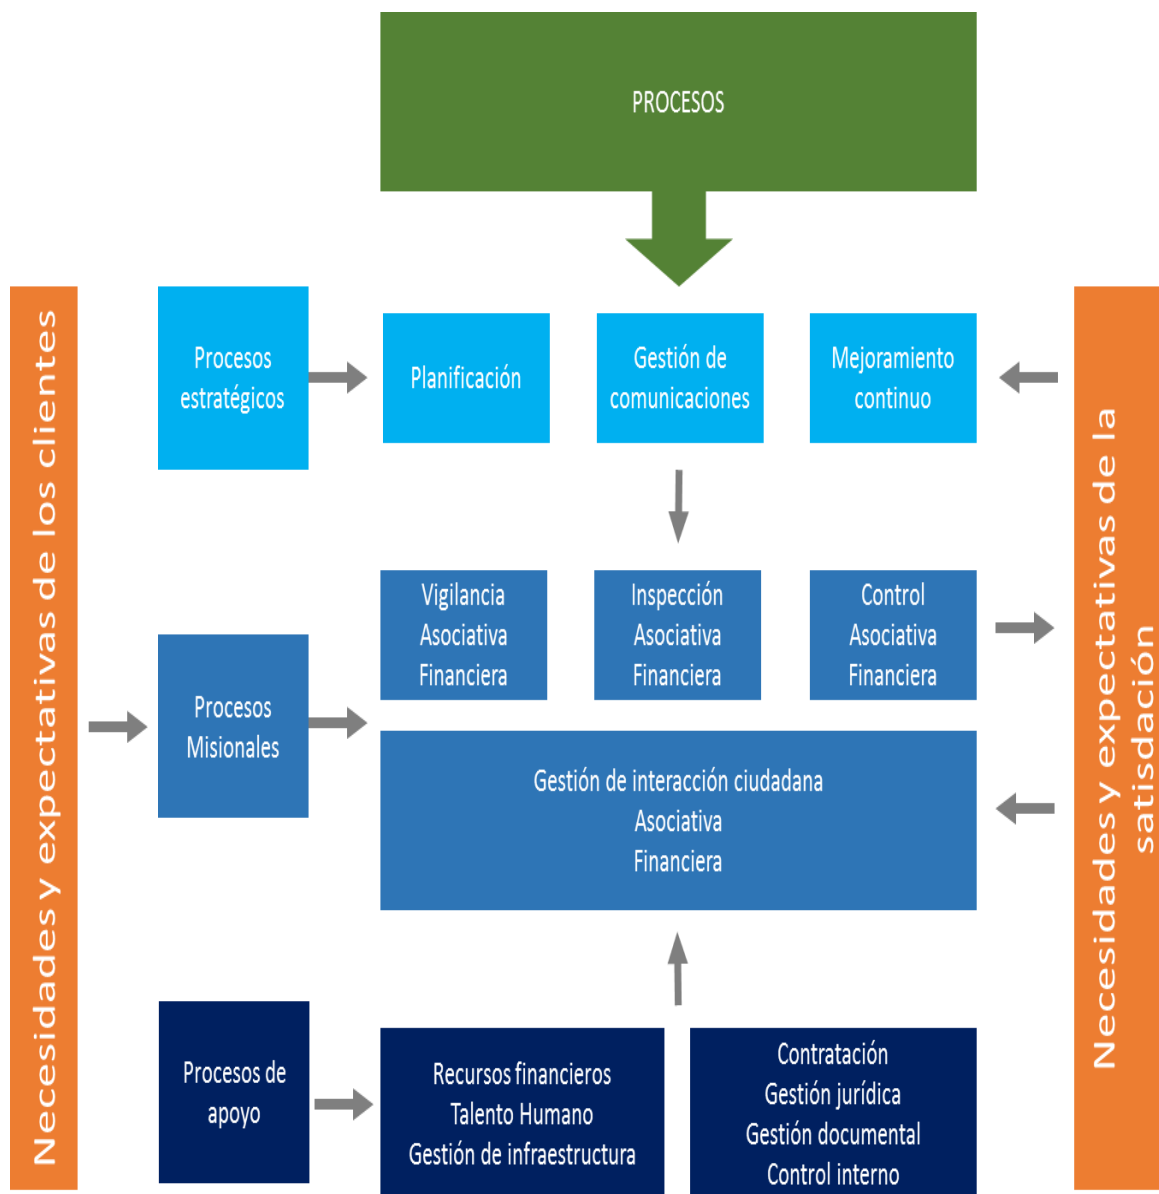 PROCESOS
Necesidades y expectativas de los clientes
Procesos
estratégicos
Planificación
Gestión de
comunicaciones
Mejoramiento
continuo
Necesidades y expectativas de la
satisdación
Procesos
Misionales
Vigilancia
Asociativa
Financiera
Inspección
Asociativa
Financiera
Control
Asociativa
Financiera
Gestión de interacción ciudadana
Asociativa
Financiera
Procesos de
apoyo
Recursos financieros
Talento Humano
Gestión de infraestructura
Contratación
Gestión jurídica
Gestión documental
Control interno